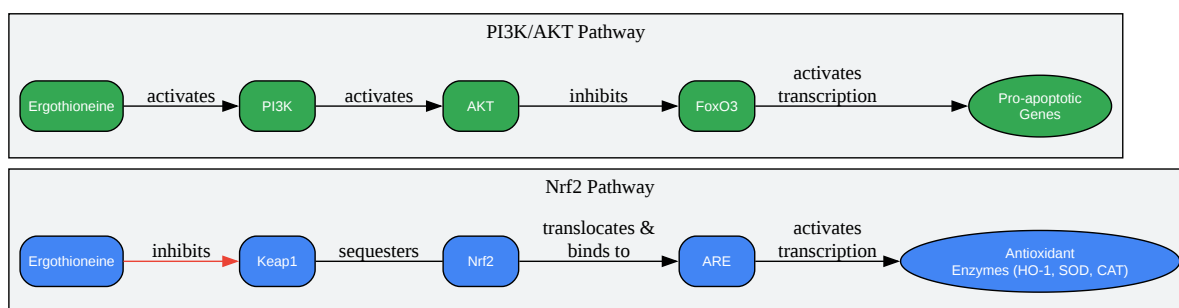 PI3K/AKT Pathway
Ergothioneine
activates
PI3K
activates
AKT
inhibits
FoxO3
activates
transcription
Pro-apoptotic
Genes
Nrf2 Pathway
Ergothioneine
inhibits
Keap1
sequesters
Nrf2
translocates &
binds to
ARE
activates
transcription
Antioxidant
Enzymes (HO-1, SOD, CAT)